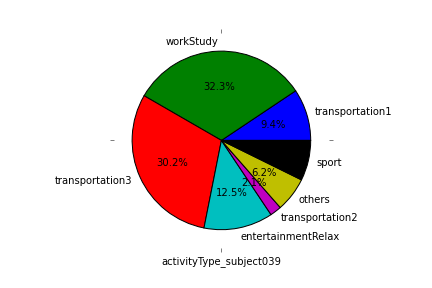 workStudy
32.3%
transportation1
9.4%
30.2%
transportation3
sport
6.2%
2.1%
12.5%
others
transportation2
entertainmentRelax
activityType_subject039